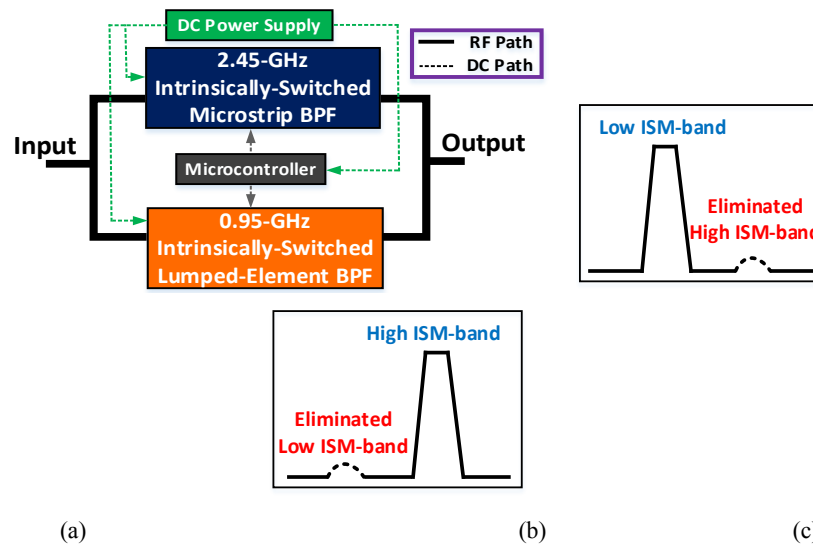 DC Power Supply
2.45-GHz
Intrinsically-Switched
Microstrip BPF
RF Path
DC Path
Input
Output
Microcontroller
0.95-GHz
Intrinsically-Switched
Lumped-Element BPF
Low ISM-band
Eliminated
High ISM-band
High ISM-band
Eliminated
Low ISM-band
(a)
(b)
(c)